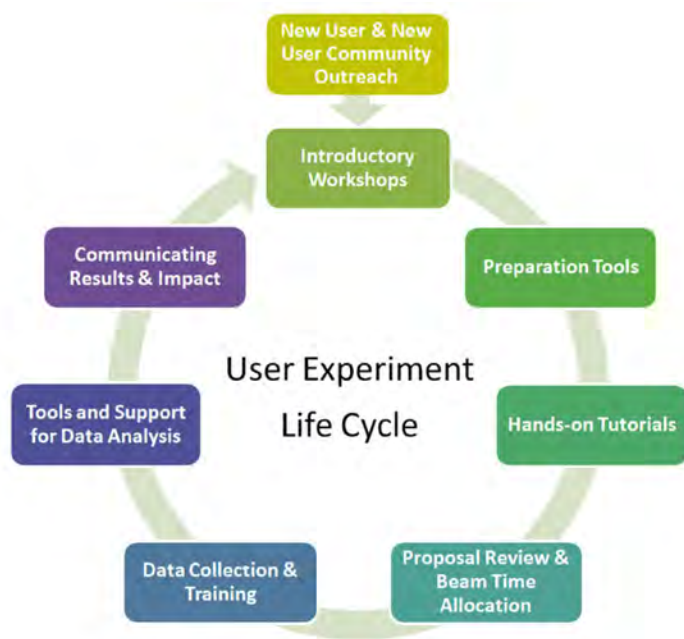 New User & New
User Community
Outreach
Introductory
Workshops
Communicating
Results & Impact
Preparation Tools
User Experiment
Life Cycle
Tools and Support
for Data Analysis
Hands-on Tutorials
Data Collection &
Training
Proposal Review &
Beam Time
Allocation